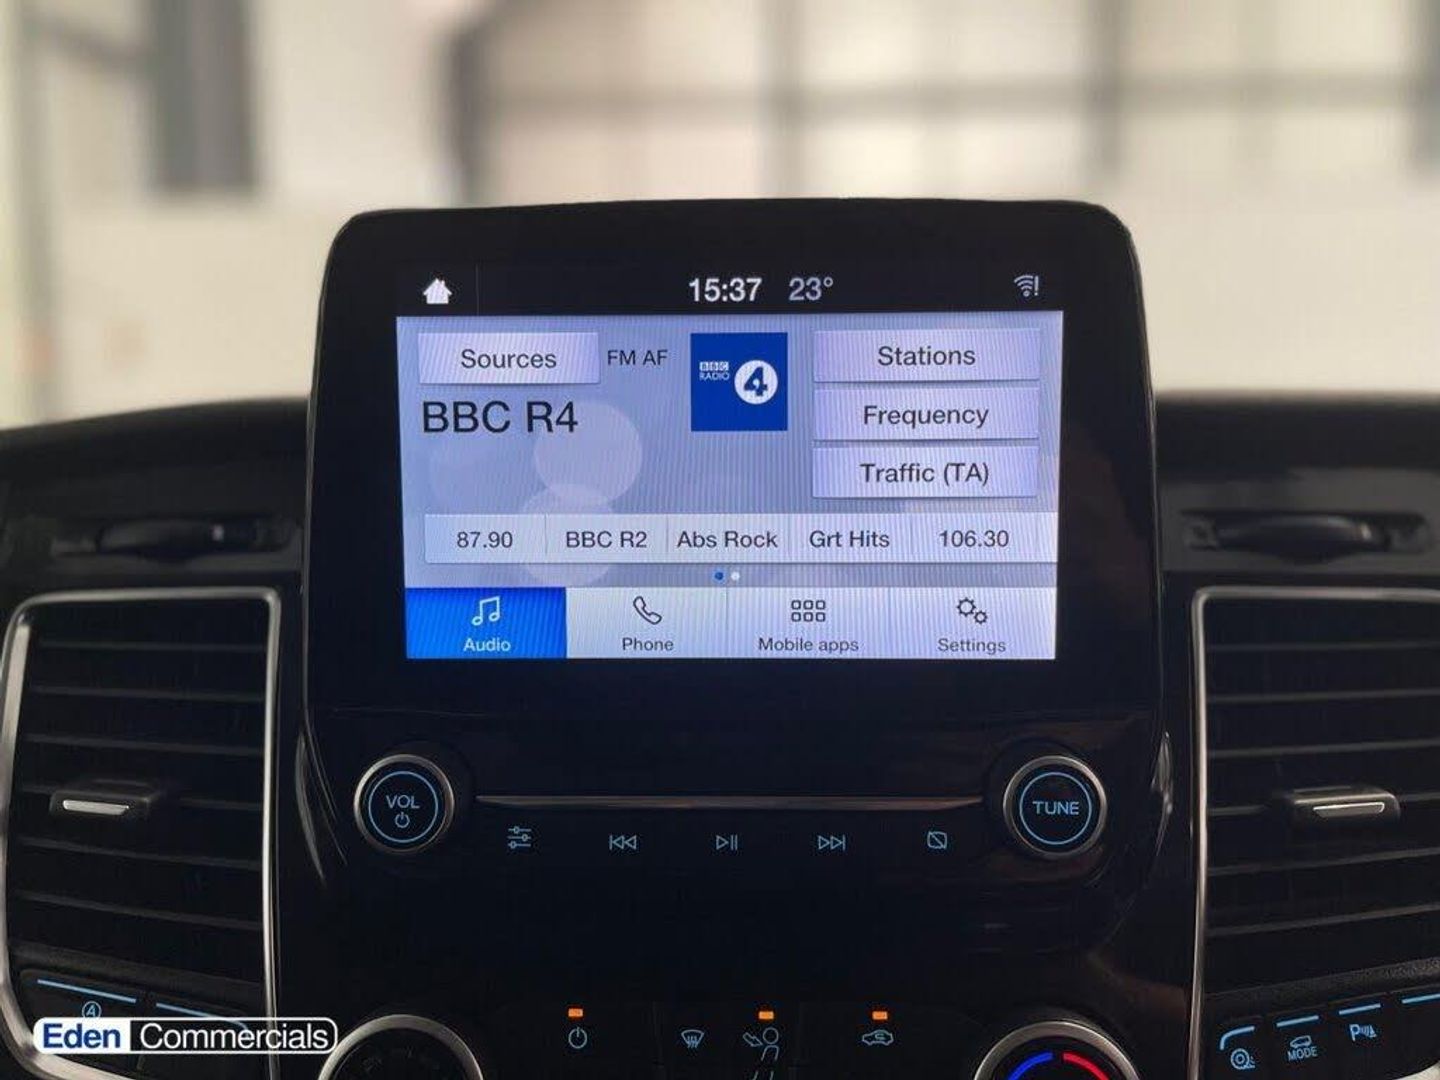 15:37 23°
Sources FM AF
BBC RADIO 4
Stations
BBC R4
Frequency
Traffic (TA)
87.90 BBC R2 Abs Rock Grt Hits 106.30
Audio Phone Mobile apps Settings
VOL
TUNE
A
MODE
P
Eden Commercials